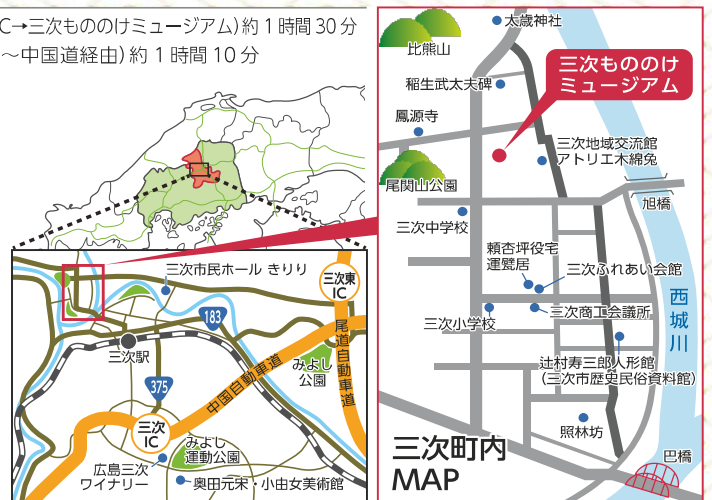 C→三次もののけミュージアム)約1時間30分
～中国道経由)約 1時間10分
三次市民ホール きりり
三次東
IC
183
三次駅
尾道自動車道
みよし
公園
375
中国自動車道
三次
IC
みよし
運動公園
広島三次
ワイナリー
奥田元宋・小由女美術館
太歳神社
比熊山
三次もののけ
ミュージアム
稲生武太夫碑
鳳源寺
三次地域交流館
アトリエ木綿兎
尾関山公園
旭橋
三次中学校
頼杏坪役宅
運甓居
三次ふれあい会館
西城川
三次商工会議所
三次小学校
辻村寿三郎人形館
(三次市歴史民俗資料館)
照林坊
三次町内
MAP
巴橋